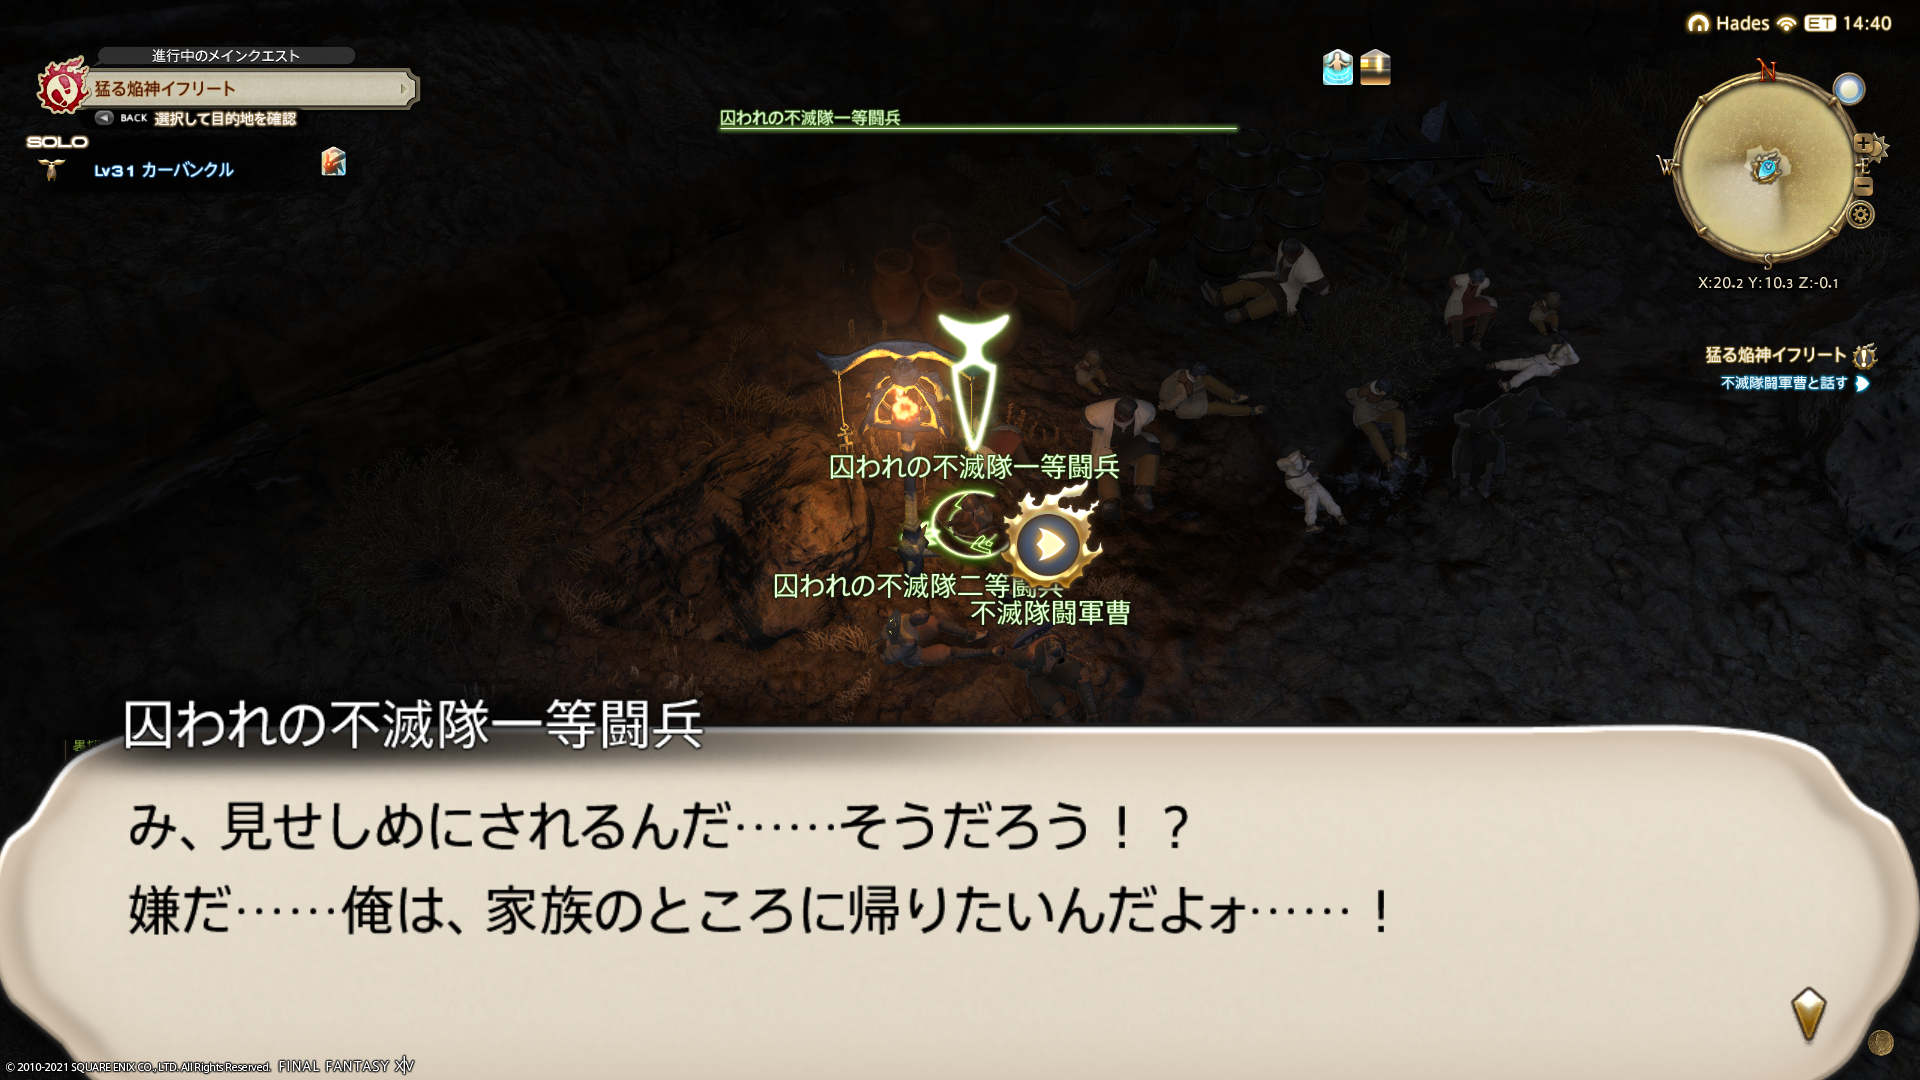 進行中のメインクエスト
猛る焔神イフリート
BACK 選択して目的地を確認
SOLO
Lv31 カーバンクル
囚われの不滅隊一等闘兵
Hades ET 14:40
N
W
E
S
X:20.2 Y:10.3 Z:-0.1
猛る焔神イフリート
不滅隊闘軍曹と話す
囚われの不滅隊一等闘兵
囚われの不滅隊二等闘兵
不滅隊闘軍曹
囚われの不滅隊一等闘兵
み、見せしめにされるんだ……そうだろう！？
嫌だ……俺は、家族のところに帰りたいんだよォ……！
© 2010-2021 SQUARE ENIX CO., LTD. All Rights Reserved. FINAL FANTASY XIV